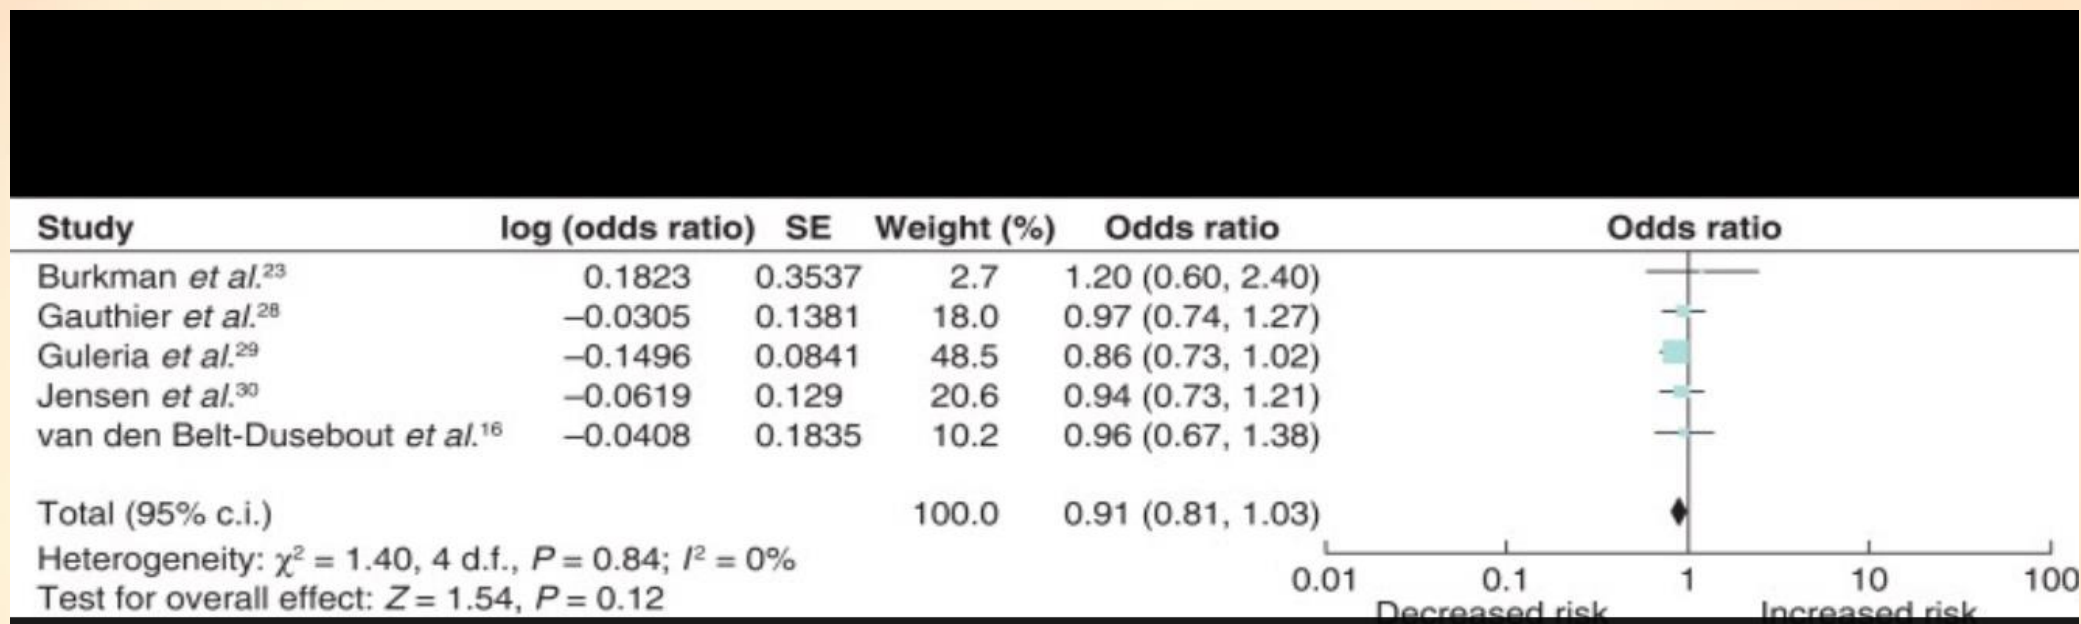 Study log (odds ratio) SE Weight (%) Odds ratio Odds ratio
Burkman et al.²³ 0.1823 0.3537 2.7 1.20 (0.60, 2.40)
Gauthier et al.²⁸ –0.0305 0.1381 18.0 0.97 (0.74, 1.27)
Guleria et al.²⁹ –0.1496 0.0841 48.5 0.86 (0.73, 1.02)
Jensen et al.³⁰ –0.0619 0.129 20.6 0.94 (0.73, 1.21)
van den Belt-Dusebout et al.¹⁶ –0.0408 0.1835 10.2 0.96 (0.67, 1.38)
Total (95% c.i.) 100.0 0.91 (0.81, 1.03)
Heterogeneity: χ² = 1.40, 4 d.f., P = 0.84; I² = 0%
Test for overall effect: Z = 1.54, P = 0.12
0.01 0.1 1 10 100
Decreased risk Increased risk